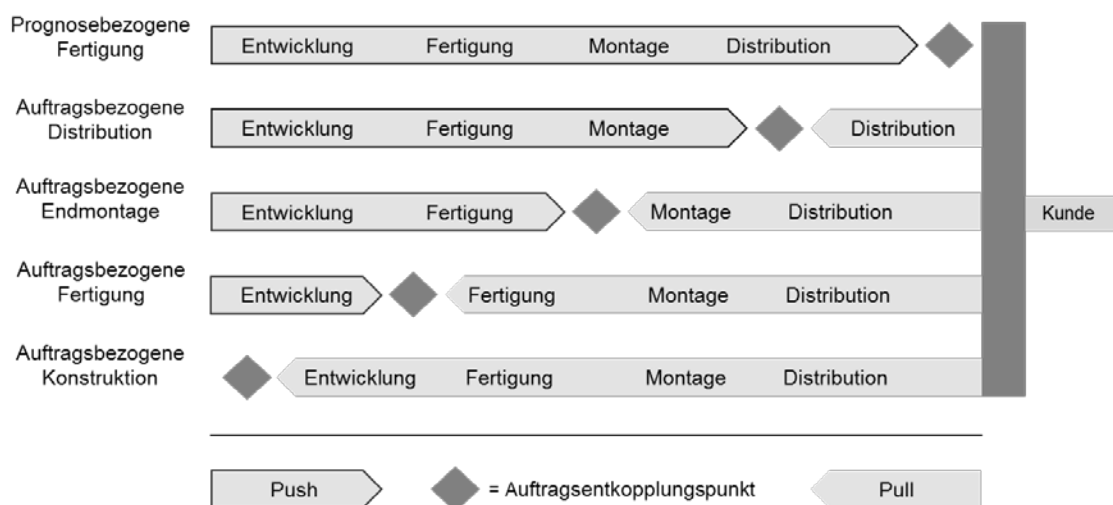 Prognosebezogene
Fertigung
Entwicklung Fertigung Montage Distribution
Auftragsbezogene
Distribution
Entwicklung Fertigung Montage Distribution
Auftragsbezogene
Endmontage
Entwicklung Fertigung Montage Distribution
Kunde
Auftragsbezogene
Fertigung
Entwicklung Fertigung Montage Distribution
Auftragsbezogene
Konstruktion
Entwicklung Fertigung Montage Distribution
Push = Auftragsentkopplungspunkt Pull